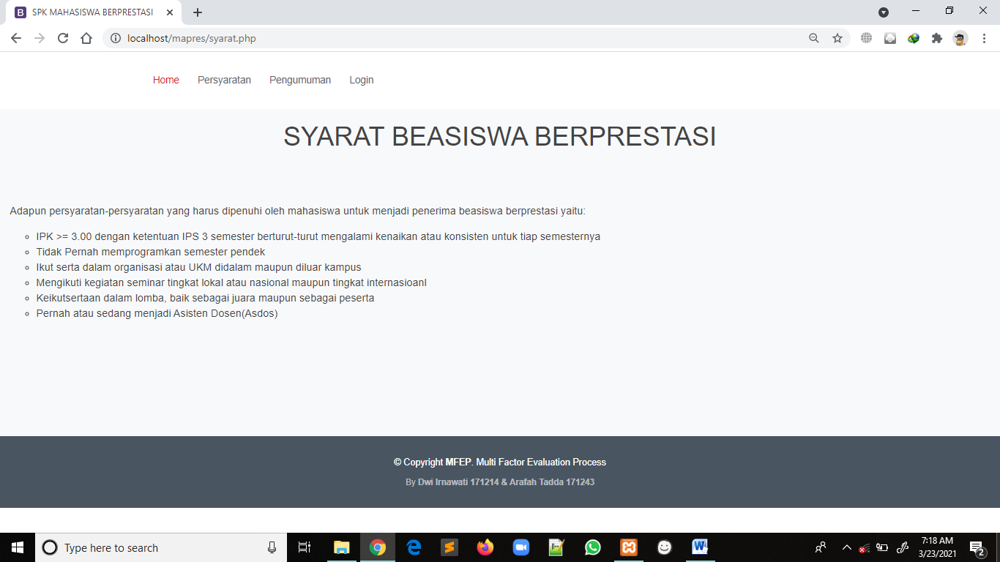 SPK MAHASISWA BERPRESTASI
localhost/mapres/syarat.php
Home Persyaratan Pengumuman Login
SYARAT BEASISWA BERPRESTASI
Adapun persyaratan-persyaratan yang harus dipenuhi oleh mahasiswa untuk menjadi penerima beasiswa berprestasi yaitu:
IPK >= 3.00 dengan ketentuan IPS 3 semester berturut-turut mengalami kenaikan atau konsisten untuk tiap semesternya
Tidak Pernah memprogramkan semester pendek
Ikut serta dalam organisasi atau UKM didalam maupun diluar kampus
Mengikuti kegiatan seminar tingkat lokal atau nasional maupun tingkat internasioanl
Keikutsertaan dalam lomba, baik sebagai juara maupun sebagai peserta
Pernah atau sedang menjadi Asisten Dosen(Asdos)
© Copyright MFEP. Multi Factor Evaluation Process
By Dwi Irnawati 171214 & Arafah Tadda 171243
Type here to search
7:18 AM
3/23/2021
2